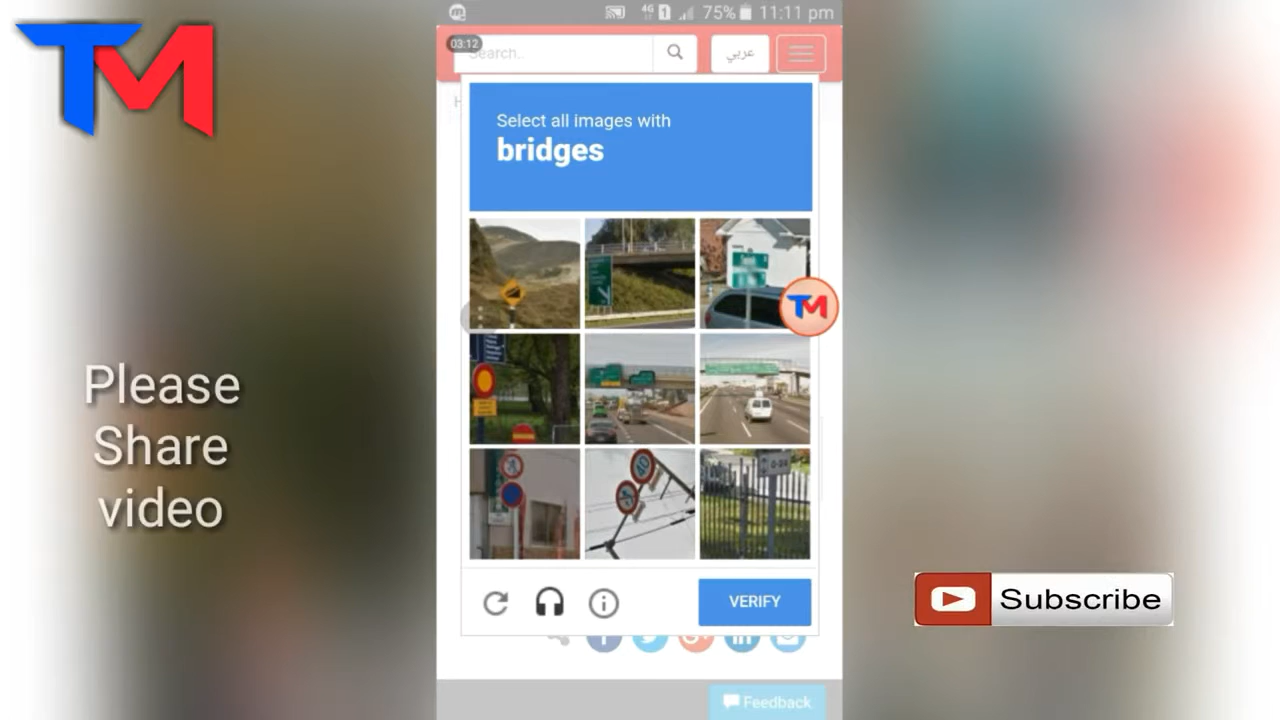 TM
75% 11:11 pm
03:12
Search..
عربي
Select all images with
bridges
TM
VERIFY
Feedback
Please
Share
video
Subscribe